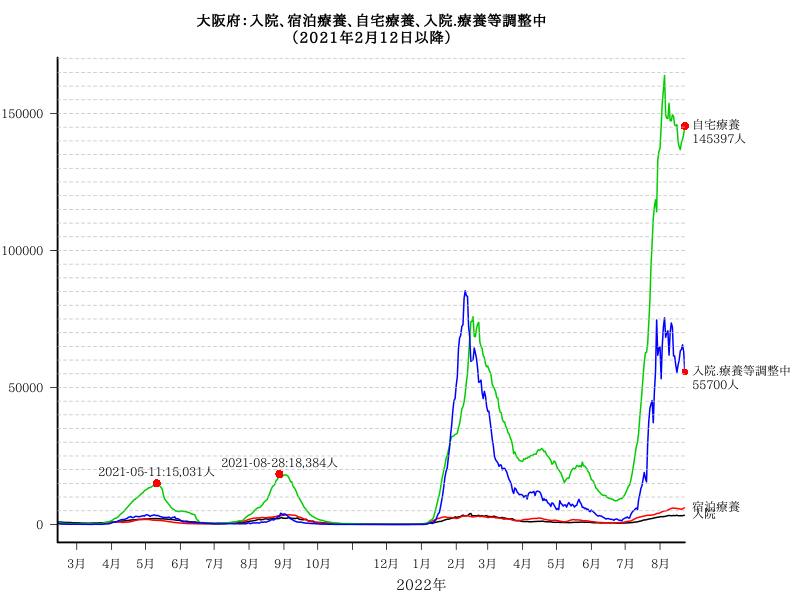 大阪府：入院、宿泊療養、自宅療養、入院.療養等調整中
（2021年2月12日以降）
150000
100000
50000
0
自宅療養
145397人
入院.療養等調整中
55700人
2021-05-11:15,031人
2021-08-28:18,384人
宿泊療養
入院
3月 4月 5月 6月 7月 8月 9月 10月 12月 1月 2月 3月 4月 5月 6月 7月 8月
2022年